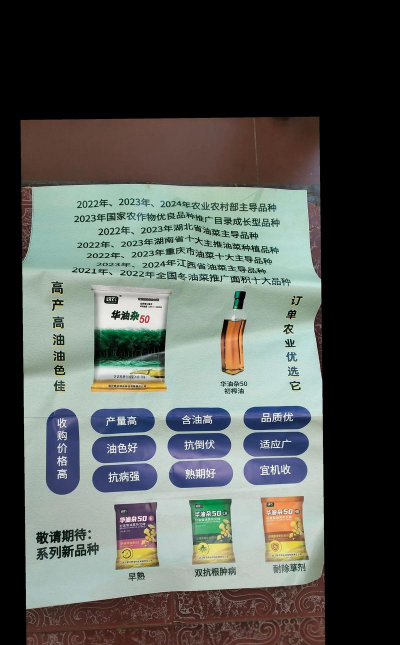 2022年、2023年、2024年农业农村部主导品种
2023年国家农作物优良品种推广目录成长型品种
2022年、2023年湖北省油菜主导品种
2022年、2023年湖南省十大主推油菜种植品种
2022年、2023年重庆市油菜十大主导品种
2023年、2024年江西省油菜主导品种
2021年、2022年全国冬油菜推广面积十大品种
高产高油油色佳
订单农业优选它
华油杂50
华油杂50
初榨油
收购价格高
产量高
含油高
品质优
油色好
抗倒伏
适应广
抗病强
熟期好
宜机收
敬请期待：
系列新品种
华油杂50
华油杂50
华油杂50
早熟
双抗根肿病
耐除草剂